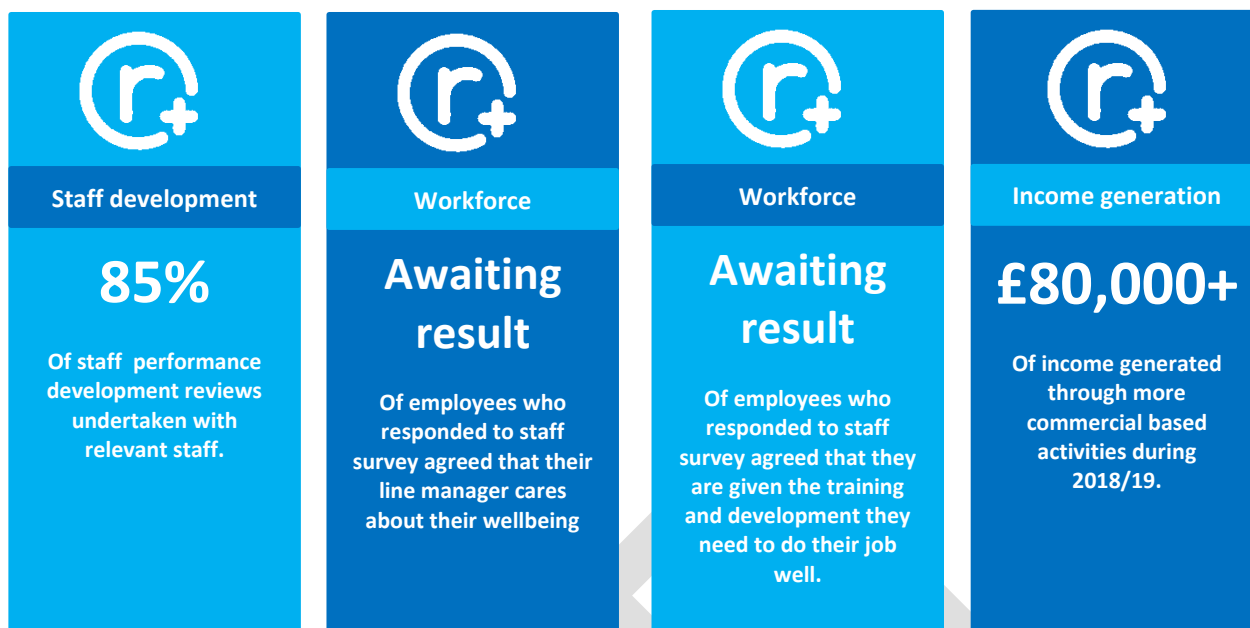 r+
Staff development
85%
Of staff performance
development reviews
undertaken with
relevant staff.
r+
Workforce
Awaiting
result
Of employees who
responded to staff
survey agreed that their
line manager cares
about their wellbeing
r+
Workforce
Awaiting
result
Of employees who
responded to staff
survey agreed that they
are given the training
and development they
need to do their job
well.
r+
Income generation
£80,000+
Of income generated
through more
commercial based
activities during
2018/19.